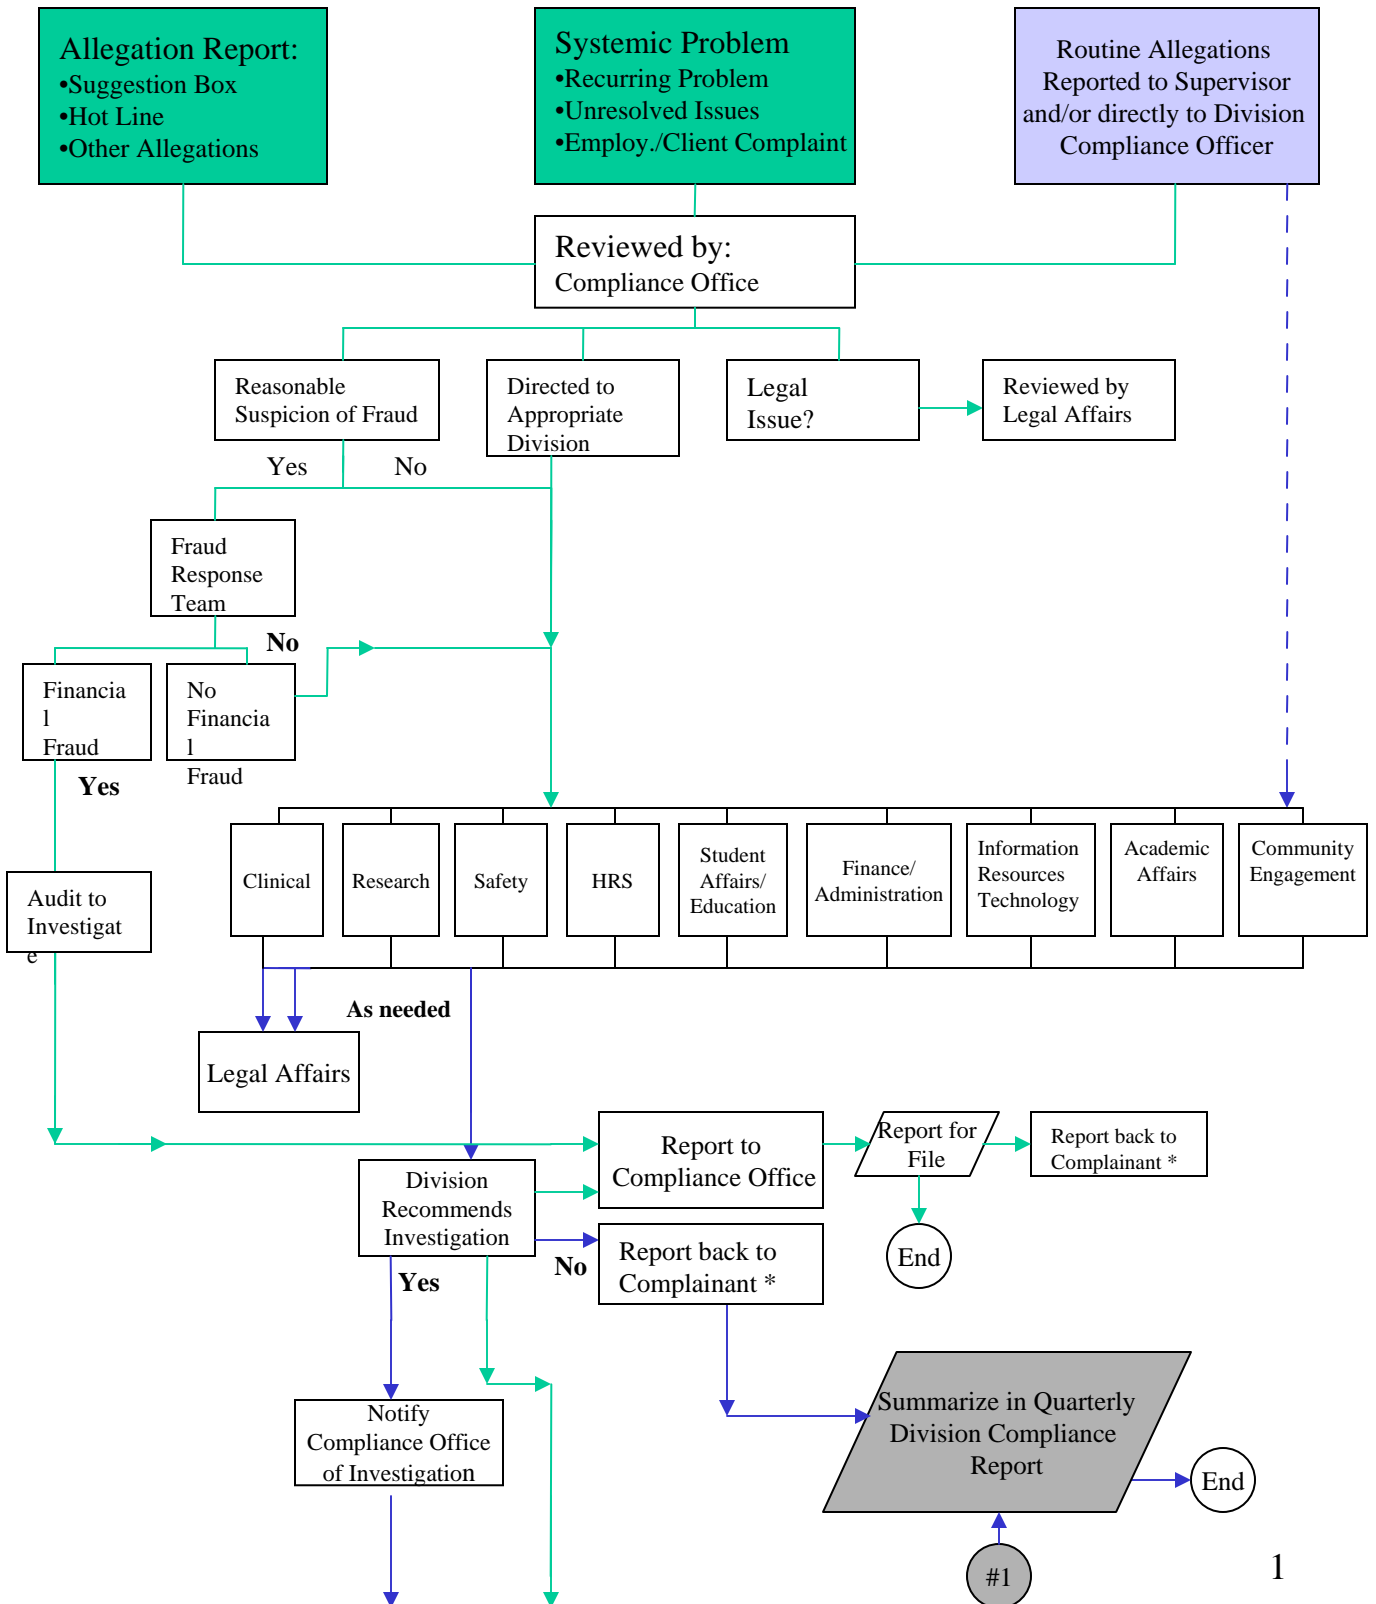 Allegation Report:
•Suggestion Box
•Hot Line
•Other Allegations
Systemic Problem
•Recurring Problem
•Unresolved Issues
•Employ./Client Complaint
Routine Allegations
Reported to Supervisor
and/or directly to Division
Compliance Officer
Reviewed by:
Compliance Office
Reasonable
Suspicion of Fraud
Directed to
Appropriate
Division
Legal
Issue?
Reviewed by
Legal Affairs
Yes
No
Fraud
Response
Team
No
Financia
l
Fraud
No
Financia
l
Fraud
Yes
Clinical
Research
Safety
HRS
Student
Affairs/
Education
Finance/
Administration
Information
Resources
Technology
Academic
Affairs
Community
Engagement
Audit to
Investigat
e
As needed
Legal Affairs
Report to
Compliance Office
Report for
File
Report back to
Complainant *
Division
Recommends
Investigation
End
Report back to
Complainant *
Yes
No
Notify
Compliance Office
of Investigation
Summarize in Quarterly
Division Compliance
Report
End
#1
1